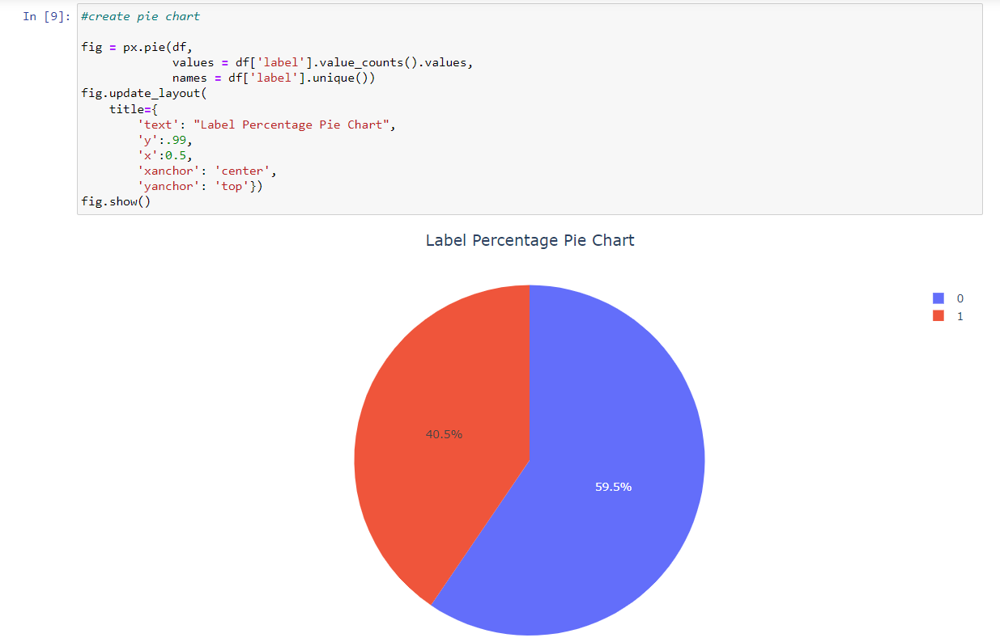 In [9]: #create pie chart
fig = px.pie(df,
             values = df['label'].value_counts().values,
             names = df['label'].unique())
fig.update_layout(
    title={
        'text': "Label Percentage Pie Chart",
        'y':.99,
        'x':0.5,
        'xanchor': 'center',
        'yanchor': 'top'})
fig.show()
Label Percentage Pie Chart
0
1
40.5%
59.5%